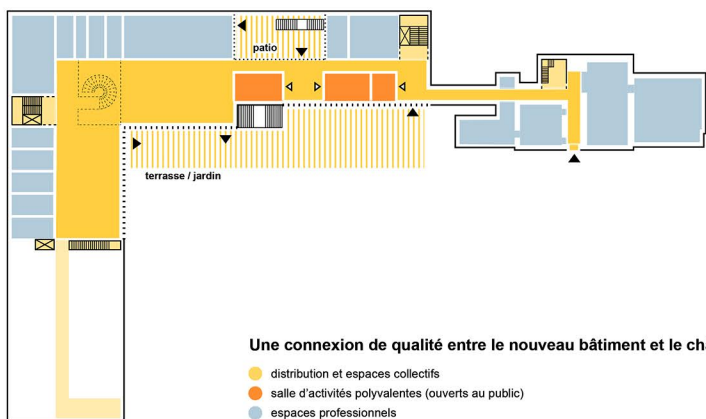 patio
terrasse / jardin
Une connexion de qualité entre le nouveau bâtiment et le
distribution et espaces collectifs
salle d'activités polyvalentes (ouverts au public)
espaces professionnels